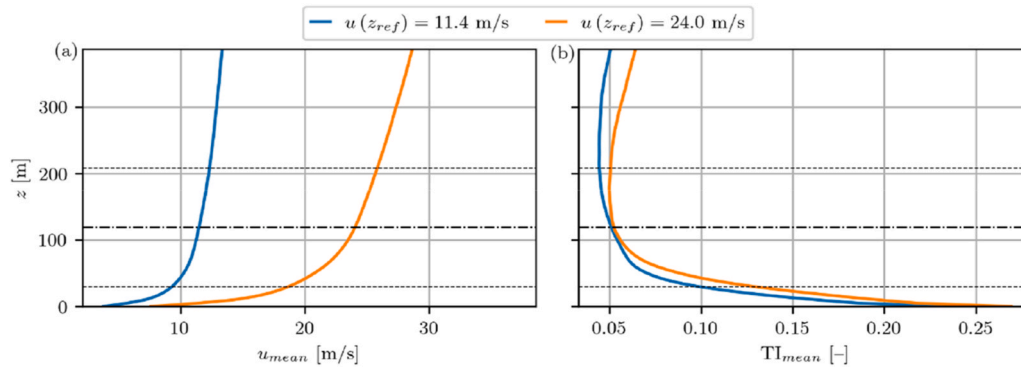 u (z_ref) = 11.4 m/s u (z_ref) = 24.0 m/s
(a) (b)
300
200
100
0
z [m]
10 20 30
0.05 0.10 0.15 0.20 0.25
u_mean [m/s] TI_mean [–]